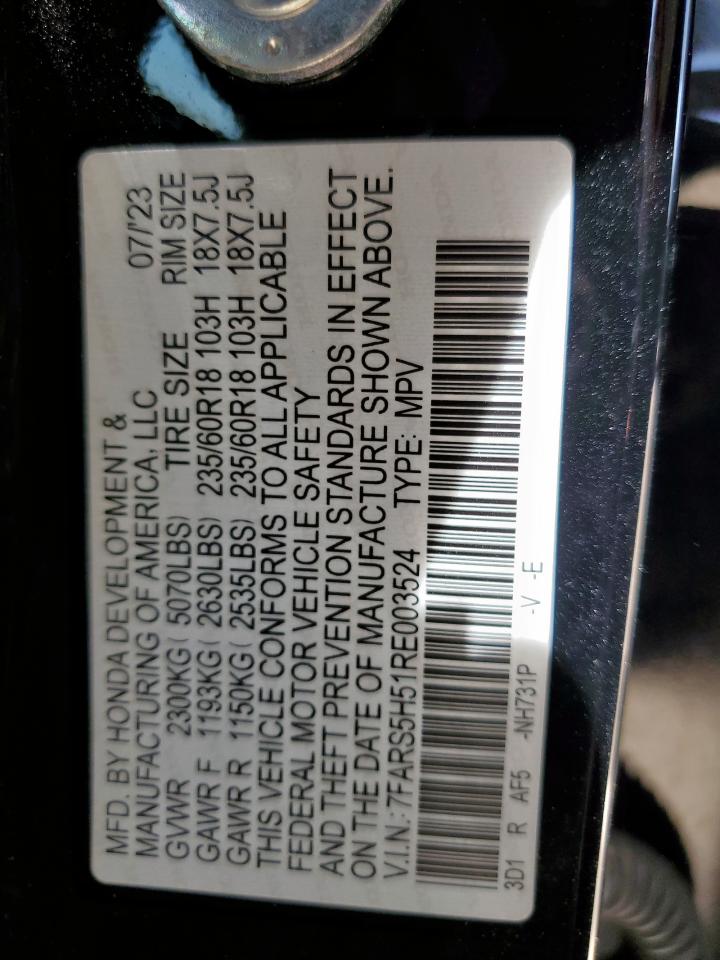 MFD. BY HONDA DEVELOPMENT &
MANUFACTURING OF AMERICA, LLC 07/'23
GVWR 2300KG( 5070LBS) TIRE SIZE RIM SIZE
GAWR F 1193KG( 2630LBS) 235/60R18 103H 18X7.5J
GAWR R 1150KG( 2535LBS) 235/60R18 103H 18X7.5J
THIS VEHICLE CONFORMS TO ALL APPLICABLE
FEDERAL MOTOR VEHICLE SAFETY
AND THEFT PREVENTION STANDARDS IN EFFECT
ON THE DATE OF MANUFACTURE SHOWN ABOVE.
V.I.N.: 7FARS5H51RE003524 TYPE: MPV
3D1 R AF5 -NH731P -V -E